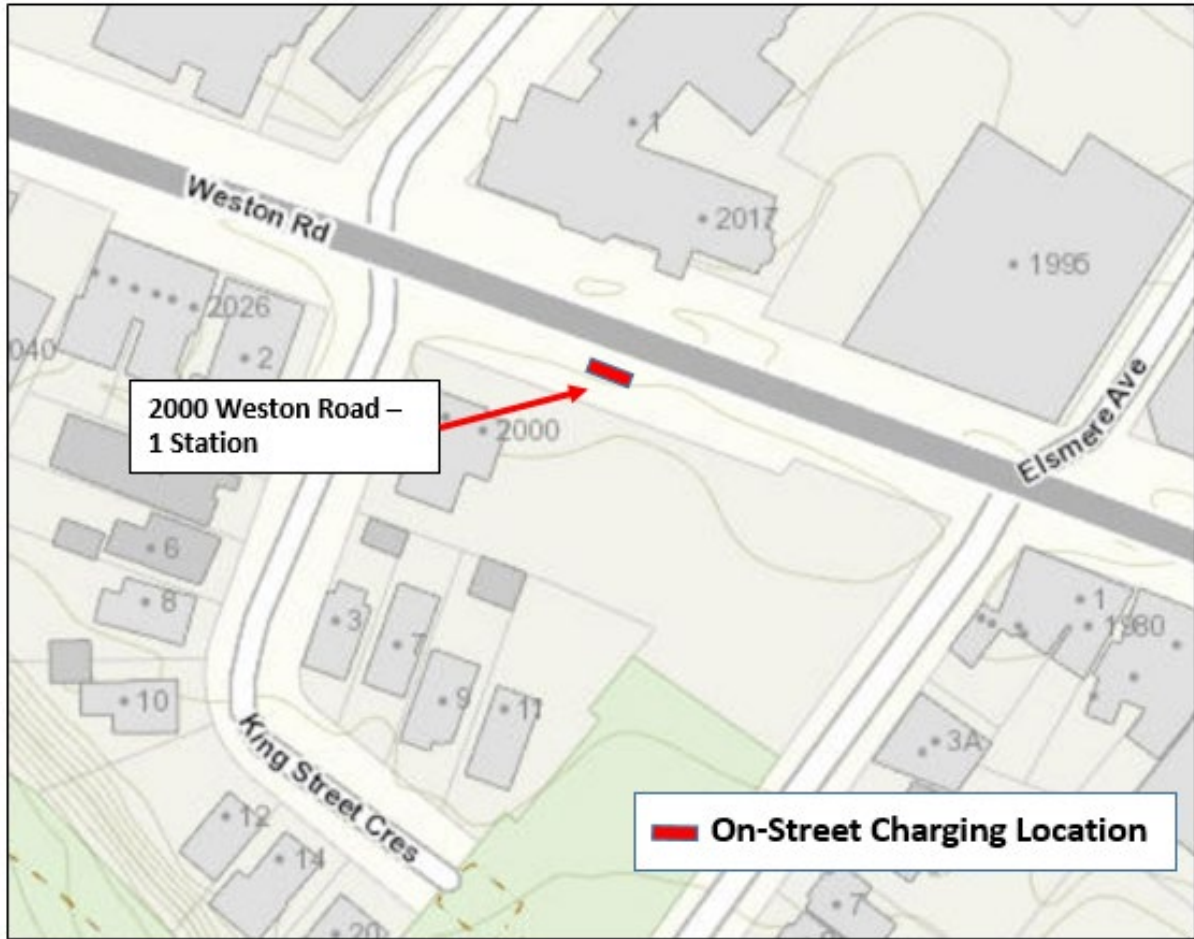 1
Weston Rd
2017
1995
2026
2
040
Elsmere Ave
2000 Weston Road –
1 Station
2000
6
8
3
7
9
11
10
1
1980
3A
King Street Cres
12
14
20
On-Street Charging Location
7